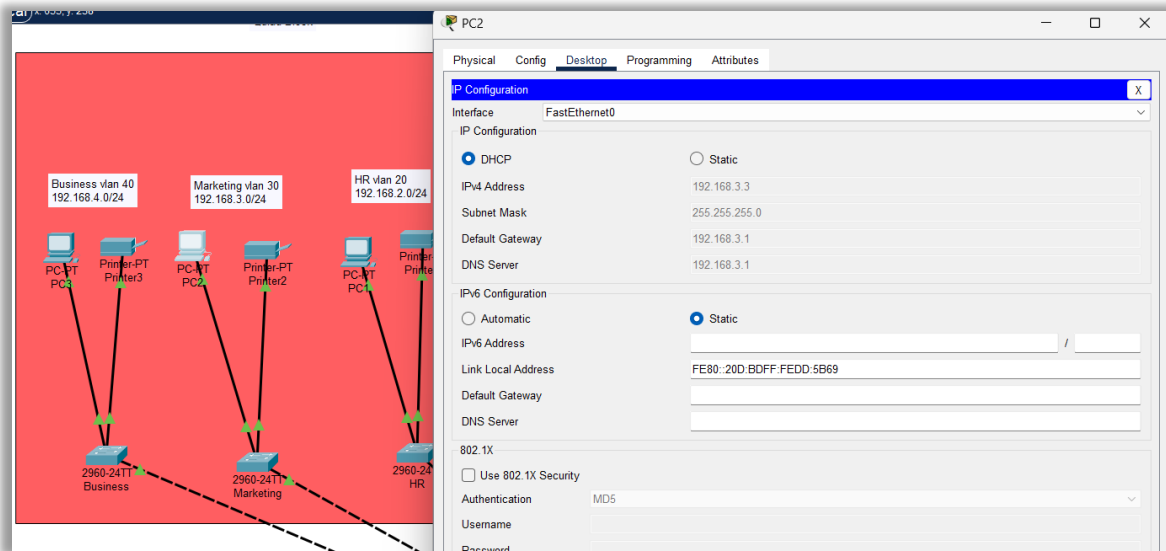 PC2
Physical Config Desktop Programming Attributes
IP Configuration X
Interface FastEthernet0
IP Configuration
DHCP Static
IPv4 Address 192.168.3.3
Subnet Mask 255.255.255.0
Default Gateway 192.168.3.1
DNS Server 192.168.3.1
IPv6 Configuration
Automatic Static
IPv6 Address /
Link Local Address FE80::20D:BDFF:FEDD:5B69
Default Gateway
DNS Server
802.1X
Use 802.1X Security
Authentication MD5
Username
Password
Business vlan 40
192.168.4.0/24
Marketing vlan 30
192.168.3.0/24
HR vlan 20
192.168.2.0/24
PC-PT
PC3
Printer-PT
Printer3
PC-PT
PC2
Printer-PT
Printer2
PC-PT
PC1
2960-24TT
Business
2960-24TT
Marketing
2960-24
HR